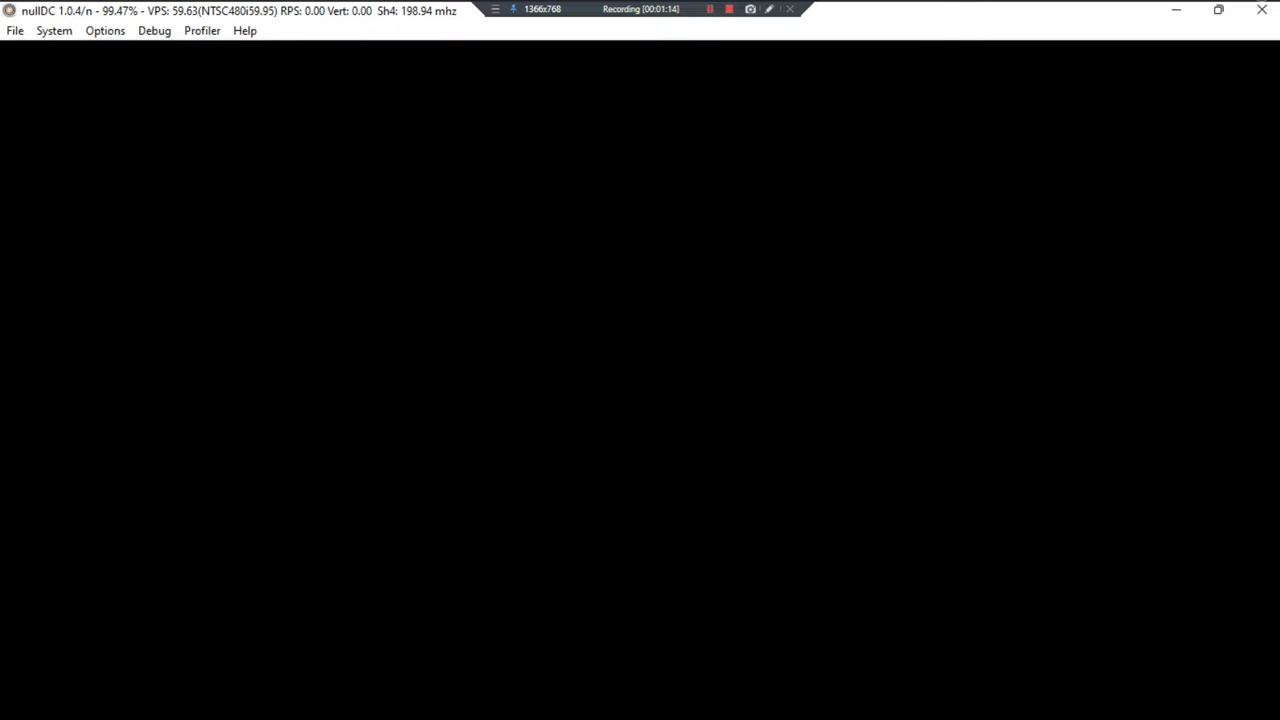 nullDC 1.0.4/n - 99.47% - VPS: 59.63(NTSC480i59.95) RPS: 0.00 Vert: 0.00 Sh4: 198.94 mhz
1366x768 Recording [00:01:14]
File System Options Debug Profiler Help